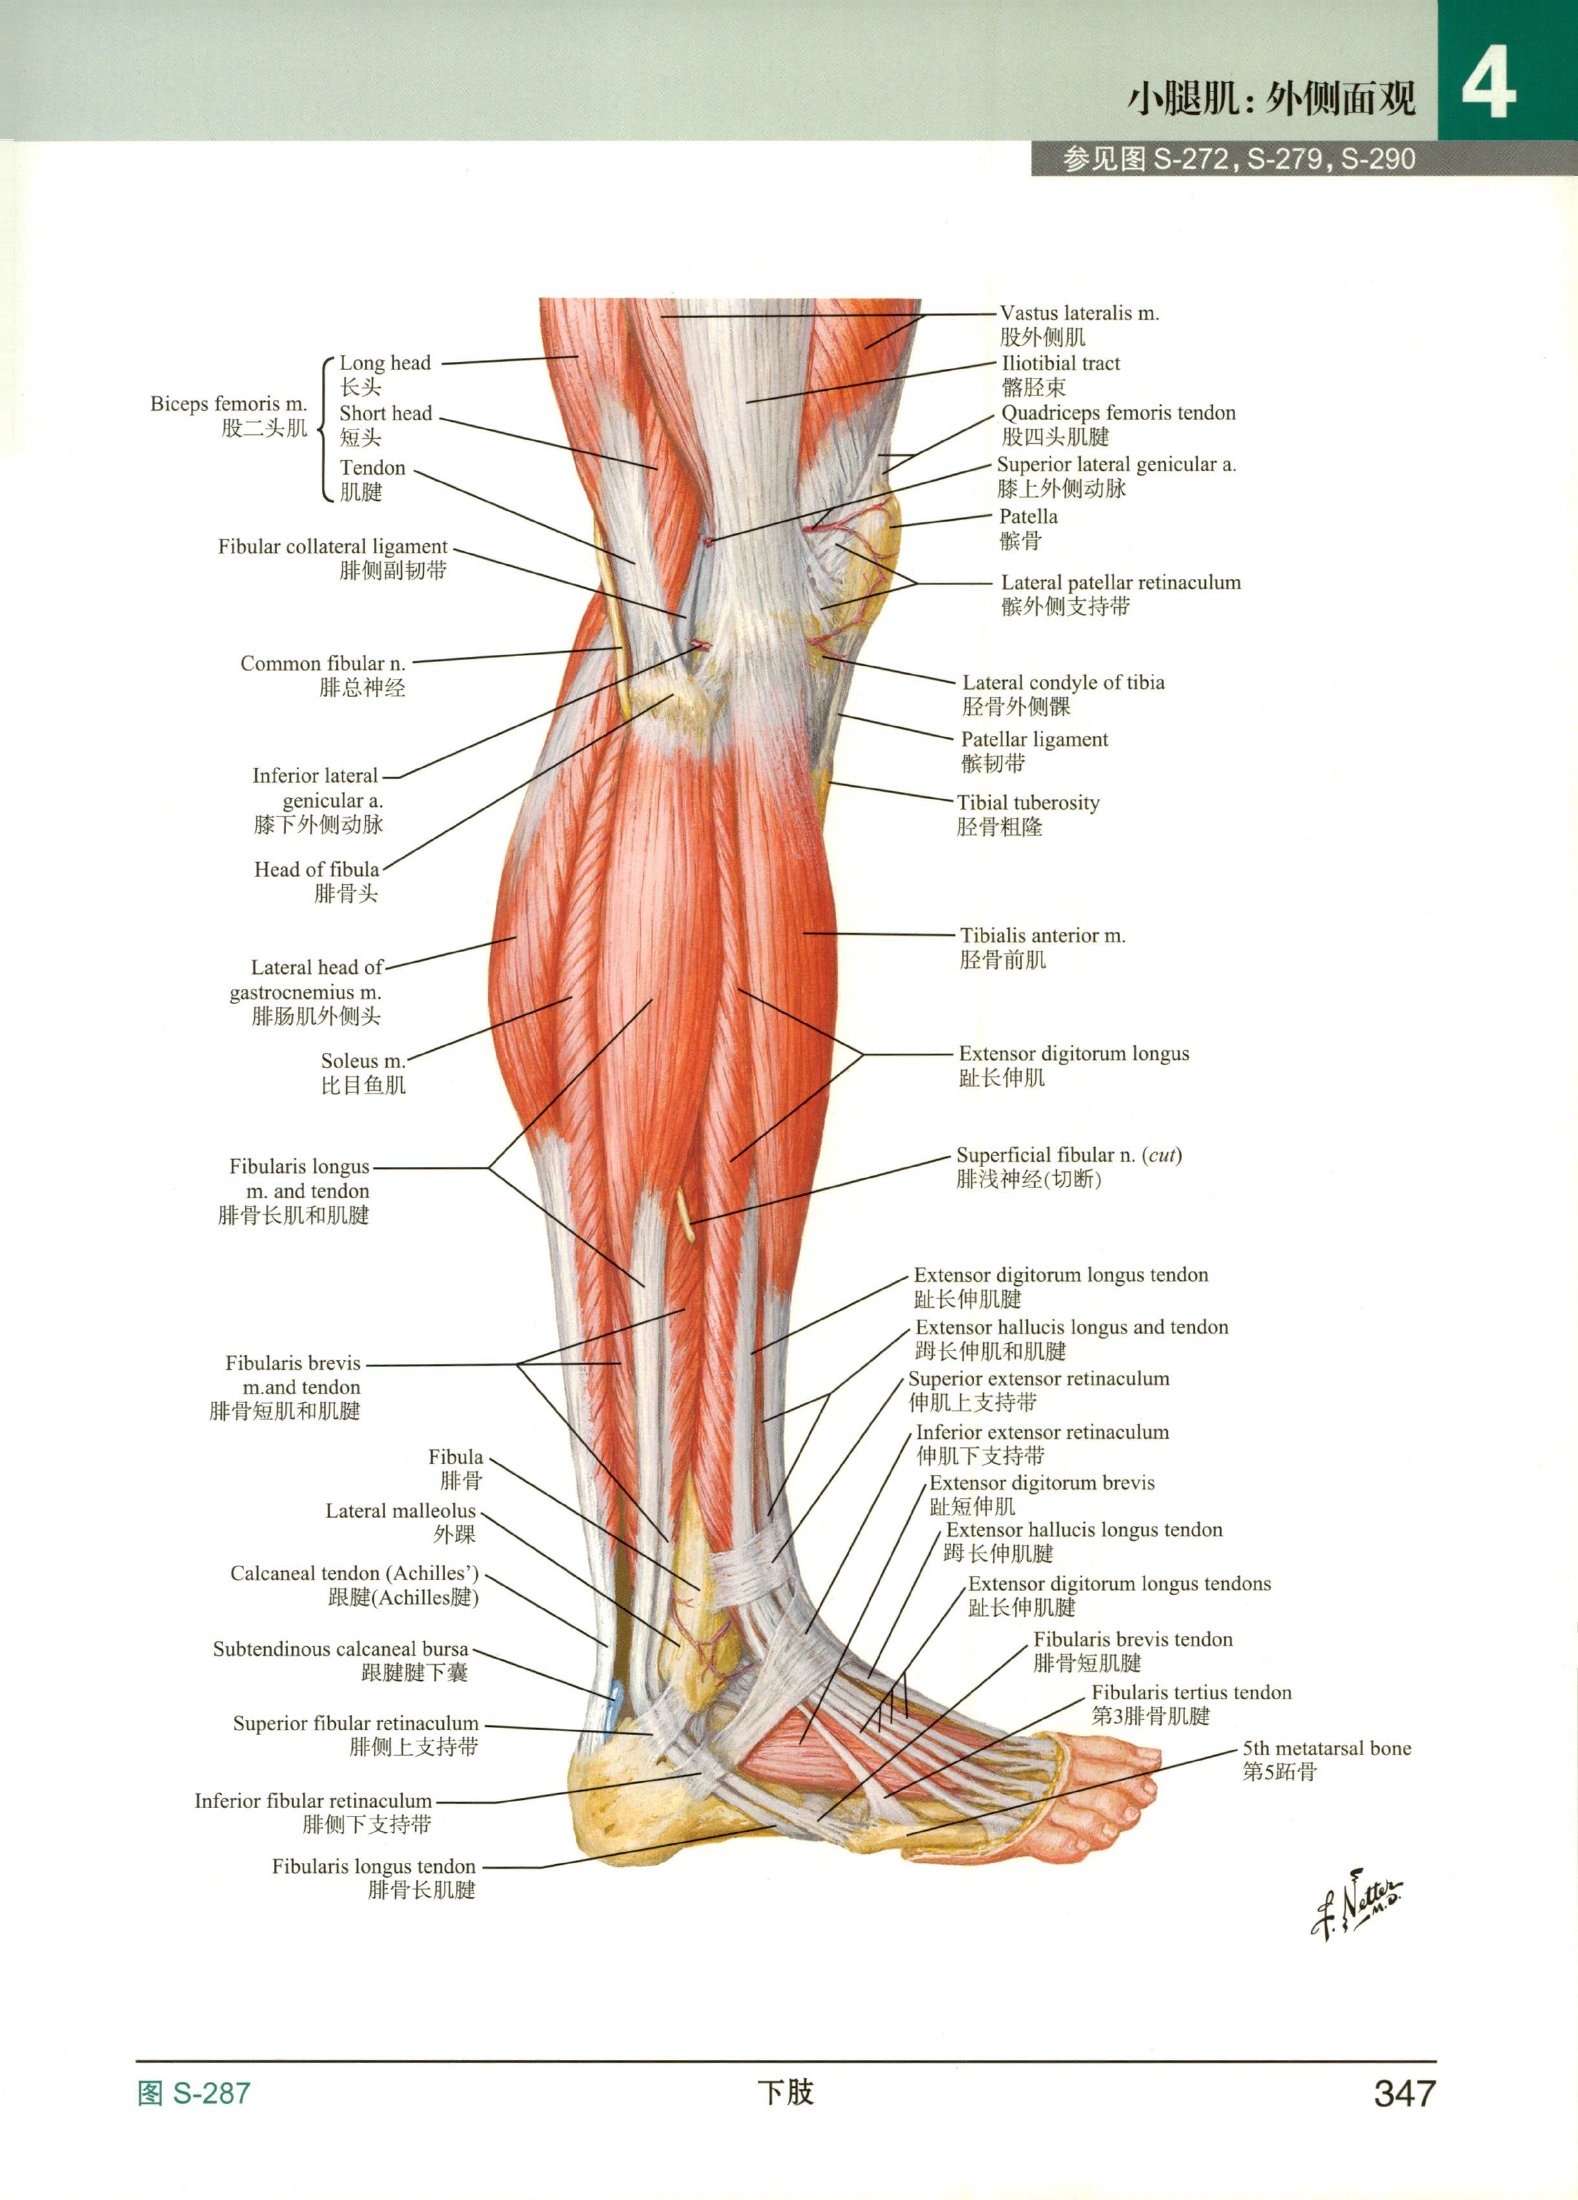 小腿肌：外侧面观
4
参见图 S-272, S-279, S-290
Biceps femoris m.
股二头肌
Long head
长头
Short head
短头
Tendon
肌腱
Fibular collateral ligament
腓侧副韧带
Common fibular n.
腓总神经
Inferior lateral
genicular a.
膝下外侧动脉
Head of fibula
腓骨头
Lateral head of
gastrocnemius m.
腓肠肌外侧头
Soleus m.
比目鱼肌
Fibularis longus
m. and tendon
腓骨长肌和肌腱
Fibularis brevis
m.and tendon
腓骨短肌和肌腱
Fibula
腓骨
Lateral malleolus
外踝
Calcaneal tendon (Achilles’)
跟腱(Achilles腱)
Subtendinous calcaneal bursa
跟腱腱下囊
Superior fibular retinaculum
腓侧上支持带
Inferior fibular retinaculum
腓侧下支持带
Fibularis longus tendon
腓骨长肌腱
Vastus lateralis m.
股外侧肌
Iliotibial tract
髂胫束
Quadriceps femoris tendon
股四头肌腱
Superior lateral genicular a.
膝上外侧动脉
Patella
髌骨
Lateral patellar retinaculum
髌外侧支持带
Lateral condyle of tibia
胫骨外侧髁
Patellar ligament
髌韧带
Tibial tuberosity
胫骨粗隆
Tibialis anterior m.
胫骨前肌
Extensor digitorum longus
趾长伸肌
Superficial fibular n. (cut)
腓浅神经(切断)
Extensor digitorum longus tendon
趾长伸肌腱
Extensor hallucis longus and tendon
踇长伸肌和肌腱
Superior extensor retinaculum
伸肌上支持带
Inferior extensor retinaculum
伸肌下支持带
Extensor digitorum brevis
趾短伸肌
Extensor hallucis longus tendon
踇长伸肌腱
Extensor digitorum longus tendons
趾长伸肌腱
Fibularis brevis tendon
腓骨短肌腱
Fibularis tertius tendon
第3腓骨肌腱
5th metatarsal bone
第5跖骨
F. Netter
M.D.
图 S-287
下肢
347